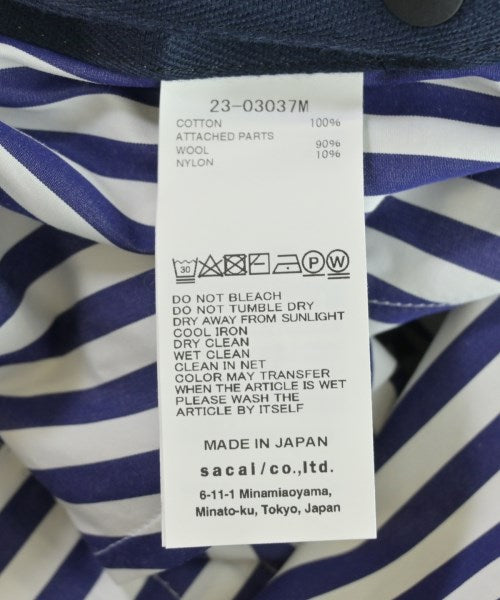 23-03037M
COTTON 100%
ATTACHED PARTS
WOOL 90%
NYLON 10%
30 P W
DO NOT BLEACH
DO NOT TUMBLE DRY
DRY AWAY FROM SUNLIGHT
COOL IRON
DRY CLEAN
WET CLEAN
CLEAN IN NET
COLOR MAY TRANSFER
WHEN THE ARTICLE IS WET
PLEASE WASH THE
ARTICLE BY ITSELF
MADE IN JAPAN
sacai/co.,ltd.
6-11-1 Minamiaoyama,
Minato-ku, Tokyo, Japan